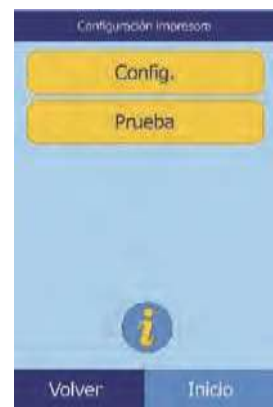 Configuración impresora
Config.
Prueba
i
Volver
Inicio